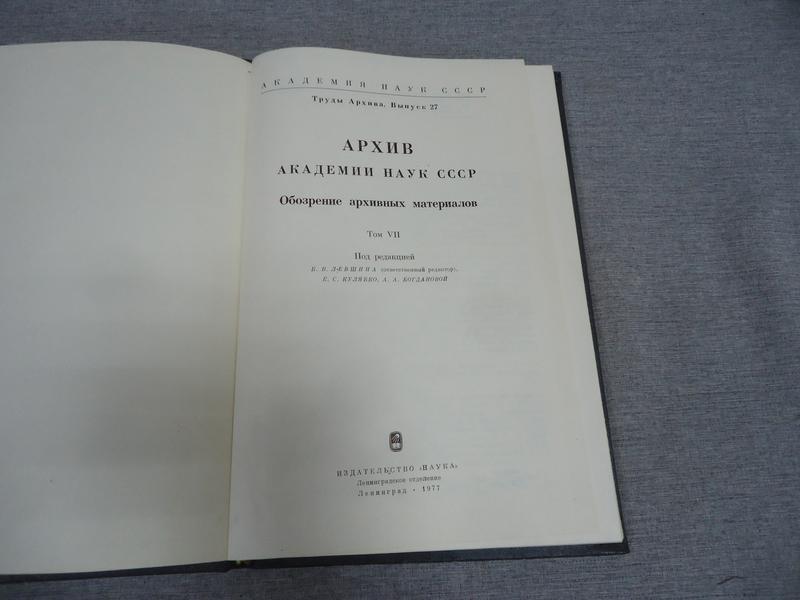 АКАДЕМИЯ НАУК СССР
Труды Архива. Выпуск 27
АРХИВ
АКАДЕМИИ НАУК СССР
Обозрение архивных материалов
Том VII
Под редакцией
Б. В. ЛЕВШИНА (ответственный редактор),
Е. С. КУЛЯБКО, А. А. БОГДАНОВОЙ
ИЗДАТЕЛЬСТВО «НАУКА»
Ленинградское отделение
Ленинград • 1977